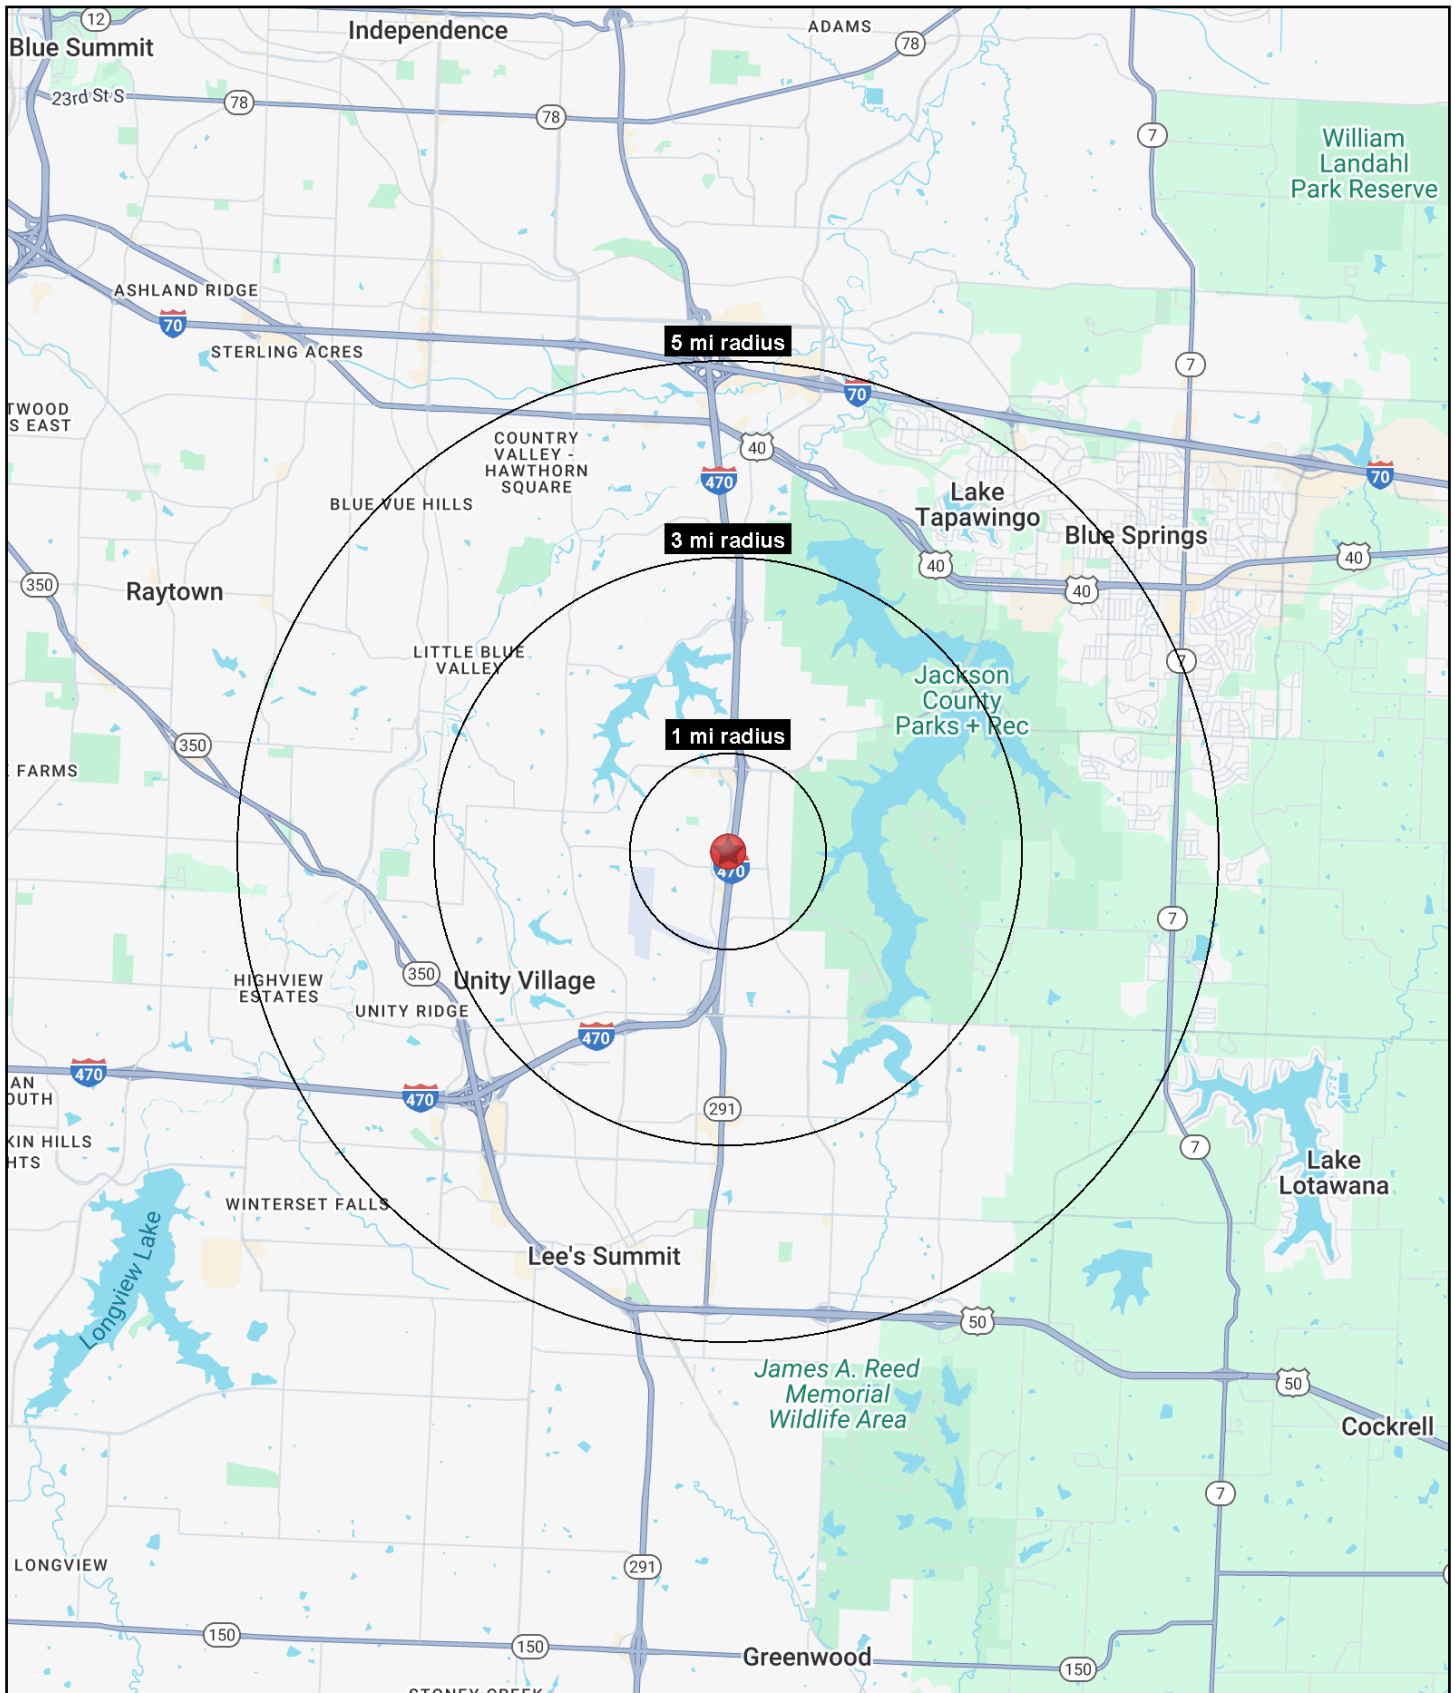 12
Independence
ADAMS
78
Blue Summit
23rd St S
78
78
7
William
Landahl
Park Reserve
ASHLAND RIDGE
70
STERLING ACRES
5 mi radius
7
70
TWOOD
S EAST
COUNTRY
VALLEY -
HAWTHORN
SQUARE
40
470
70
BLUE VUE HILLS
Lake
Tapawingo
Blue Springs
3 mi radius
40
40
40
350
Raytown
LITTLE BLUE
VALLEY
7
Jackson
County
Parks + Rec
1 mi radius
350
FARMS
470
7
350
Unity Village
HIGHVIEW
ESTATES
UNITY RIDGE
470
470
470
AN
OUTH
291
KIN HILLS
HTS
7
Lake
Lotawana
WINTERSET FALLS
Longview Lake
Lee's Summit
50
James A. Reed
Memorial
Wildlife Area
50
Cockrell
7
LONGVIEW
291
150
150
Greenwood
150
STONEY CREEK